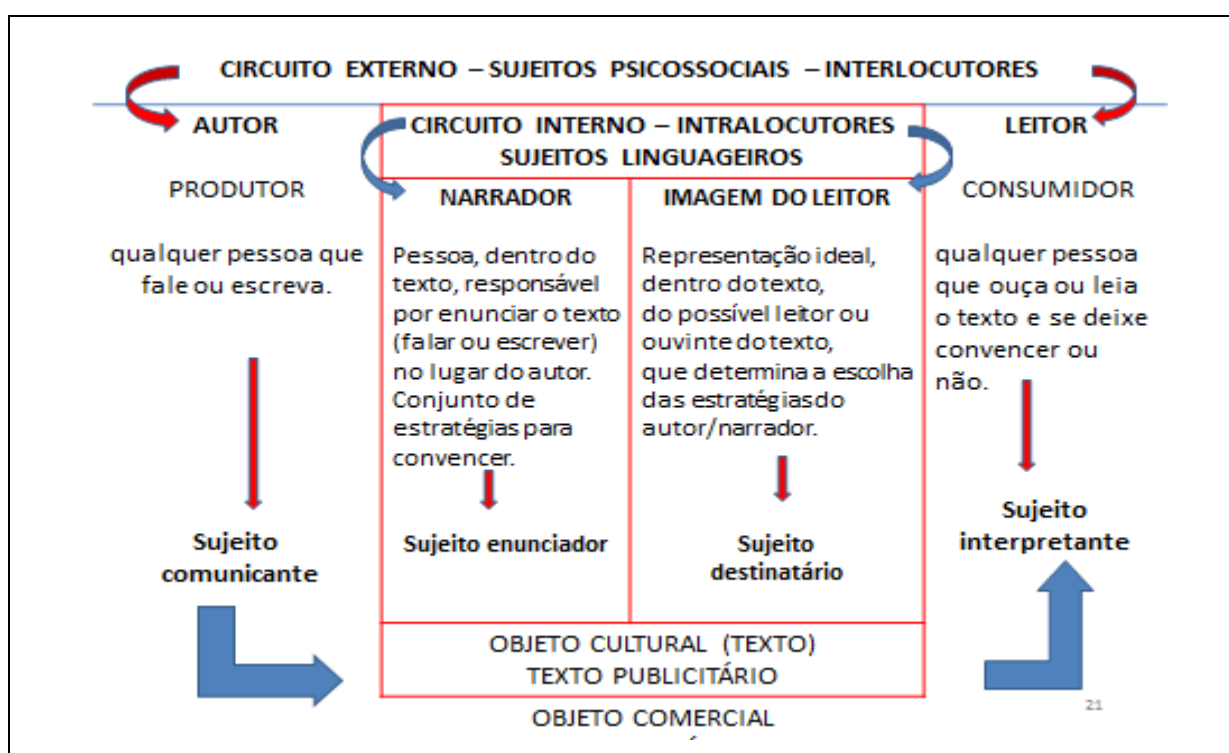 CIRCUITO EXTERNO – SUJEITOS PSICOSSOCIAIS – INTERLOCUTORES
AUTOR
PRODUTOR
qualquer pessoa que
fale ou escreva.
Sujeito
comunicante
CIRCUITO INTERNO – INTRALOCUTORES
SUJEITOS LINGUAGEIROS
NARRADOR
Pessoa, dentro do
texto, responsável
por enunciar o texto
(falar ou escrever)
no lugar do autor.
Conjunto de
estratégias para
convencer.
Sujeito enunciador
IMAGEM DO LEITOR
Representação ideal,
dentro do texto,
do possível leitor ou
ouvinte do texto,
que determina a escolha
das estratégias do
autor/narrador.
Sujeito
destinatário
LEITOR
CONSUMIDOR
qualquer pessoa
que ouça ou leia
o texto e se deixe
convencer ou
não.
Sujeito
interpretante
OBJETO CULTURAL (TEXTO)
TEXTO PUBLICITÁRIO
OBJETO COMERCIAL
21